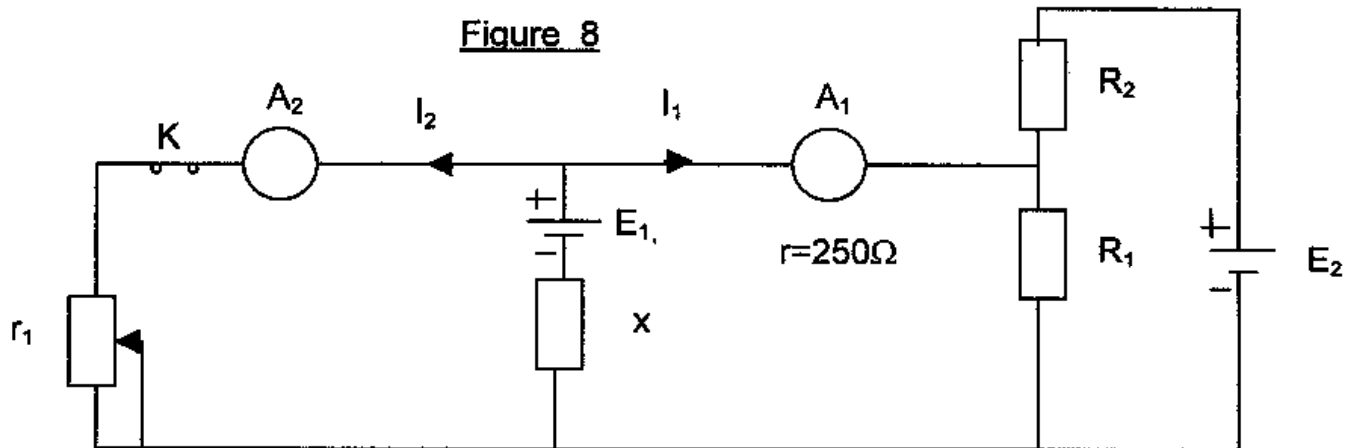 Figure 8
A₂
I₂
I₁
A₁
R₂
K
+
E₁,
-
r=250Ω
R₁
+
-
E₂
r₁
x